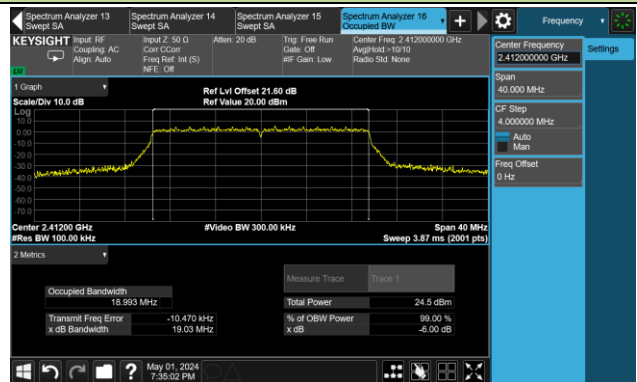 Spectrum Analyzer 13
Swept SA
Spectrum Analyzer 14
Swept SA
Spectrum Analyzer 15
Swept SA
Spectrum Analyzer 16
Occupied BW
Frequency
KEYSIGHT
Input: RF
Coupling: AC
Align: Auto
Input Z: 50 Ω
Corr CCorr
Freq Ref: Int (S)
NFE: Off
Atten: 20 dB
Trig: Free Run
Gate: Off
#IF Gain: Low
Center Freq: 2.412000000 GHz
Avg|Hold:>10/10
Radio Std: None
LXI
Center Frequency
2.412000000 GHz
Settings
Span
40.000 MHz
CF Step
4.000000 MHz
Auto
Man
Freq Offset
0 Hz
1 Graph
Scale/Div 10.0 dB
Ref Lvl Offset 21.60 dB
Ref Value 20.00 dBm
Log
10.0
0.00
-10.0
-20.0
-30.0
-40.0
-50.0
-60.0
-70.0
Center 2.41200 GHz
#Res BW 100.00 kHz
#Video BW 300.00 kHz
Span 40 MHz
Sweep 3.87 ms (2001 pts)
2 Metrics
Measure Trace
Trace 1
Occupied Bandwidth
18.993 MHz
Total Power
24.5 dBm
Transmit Freq Error
-10.470 kHz
% of OBW Power
99.00 %
x dB Bandwidth
19.03 MHz
x dB
-6.00 dB
?
May 01, 2024
7:35:02 PM